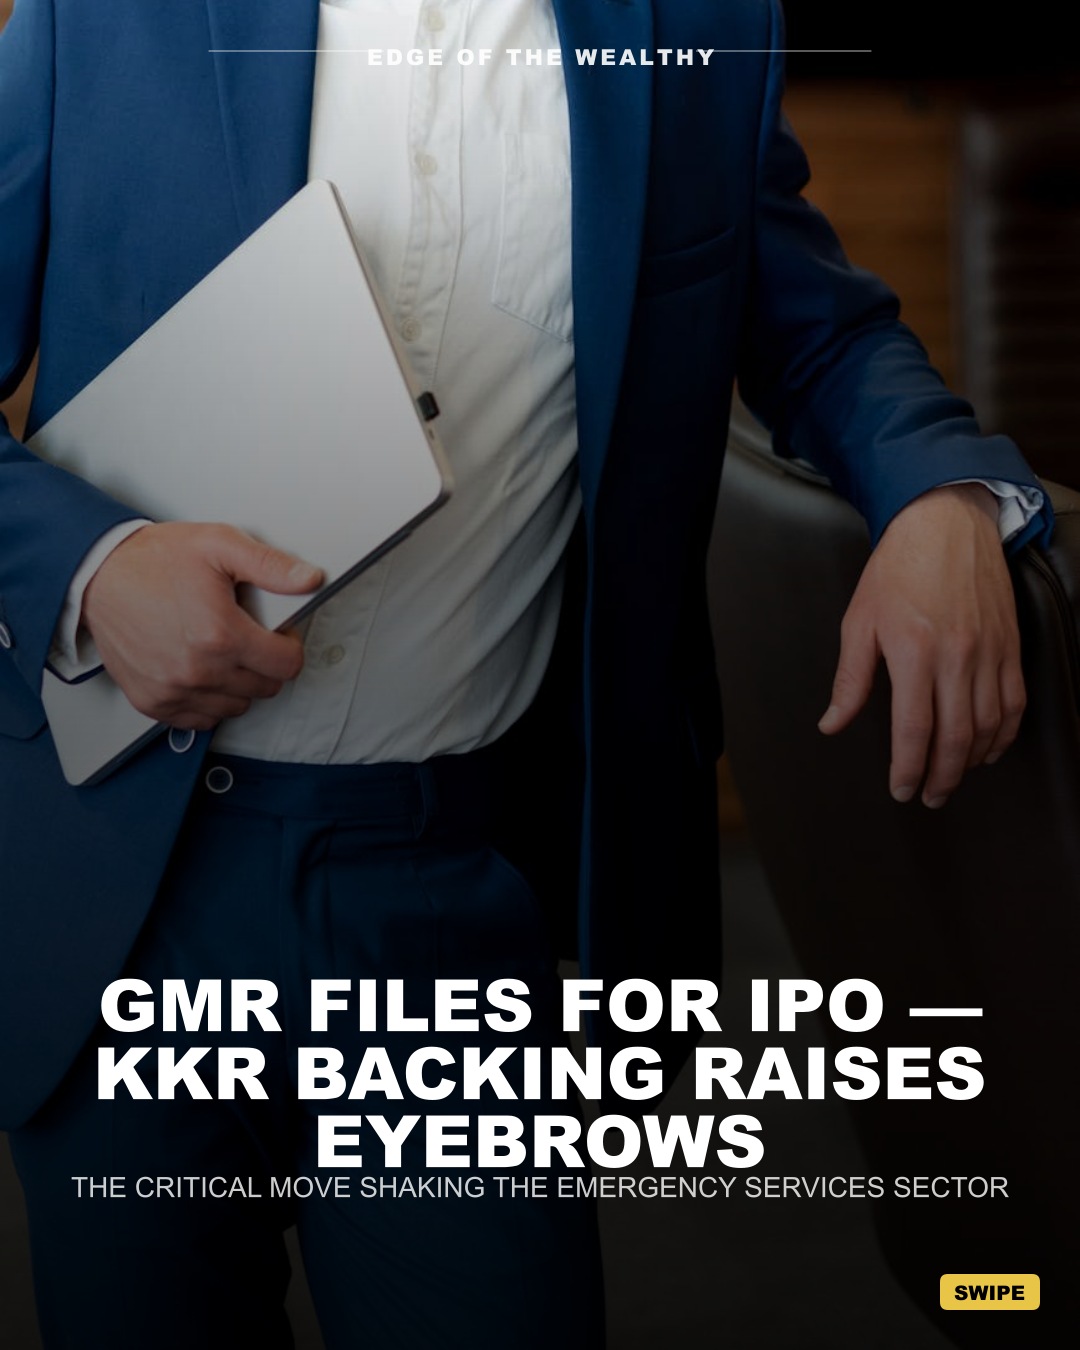 EDGE OF THE WEALTHY
GMR FILES FOR IPO —
KKR BACKING RAISES
EYEBROWS
THE CRITICAL MOVE SHAKING THE EMERGENCY SERVICES SECTOR
SWIPE